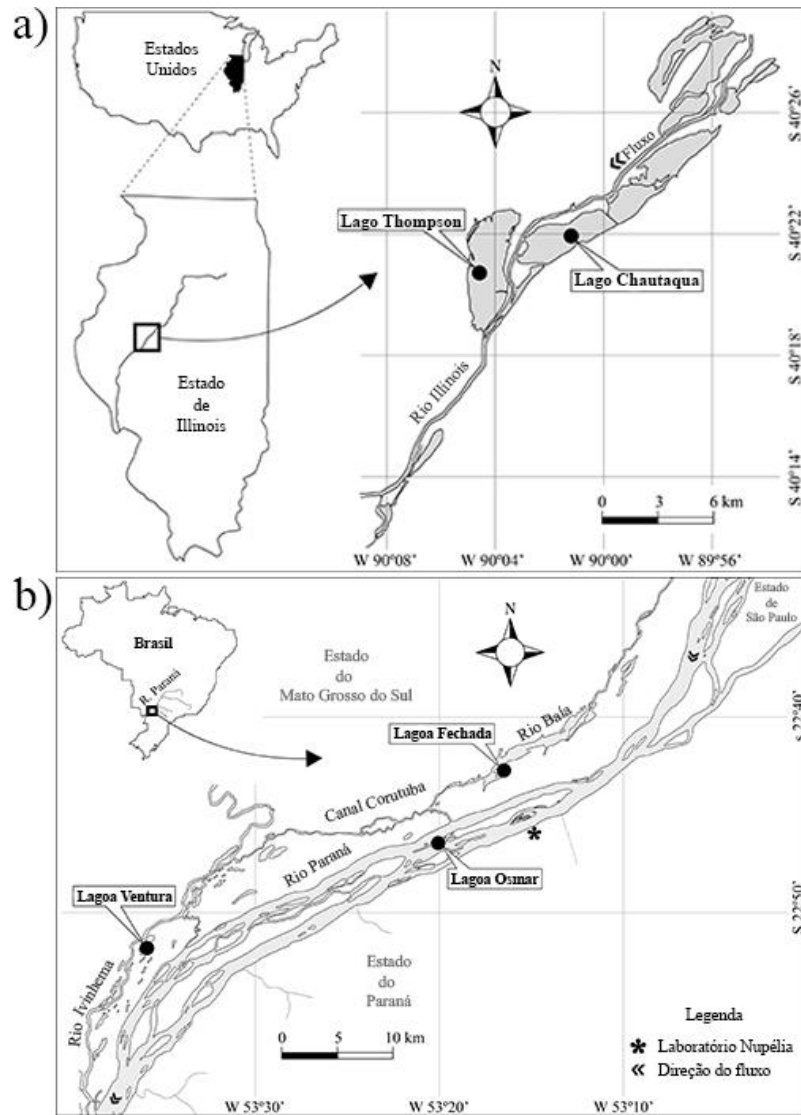 a)
Estados
Unidos
N
Fluxo
S 40°26'
Lago Thompson
S 40°22'
Lago Chautaqua
S 40°18'
Estado
de
Illinois
Rio Illinois
S 40°14'
0 3 6 km
W 90°08' W 90°04' W 90°00' W 89°56'
b)
Brasil
R. Paraná
Estado
do
Mato Grosso do Sul
N
Estado
de
São Paulo
S 22°40'
Rio Baía
Lagoa Fechada
Canal Corutuba
Rio Paraná
*
Lagoa Osmar
Lagoa Ventura
S 22°50'
Rio Ivinhema
Estado
do
Paraná
0 5 10 km
Legenda
* Laboratório Nupélia
« Direção do fluxo
W 53°30' W 53°20' W 53°10'